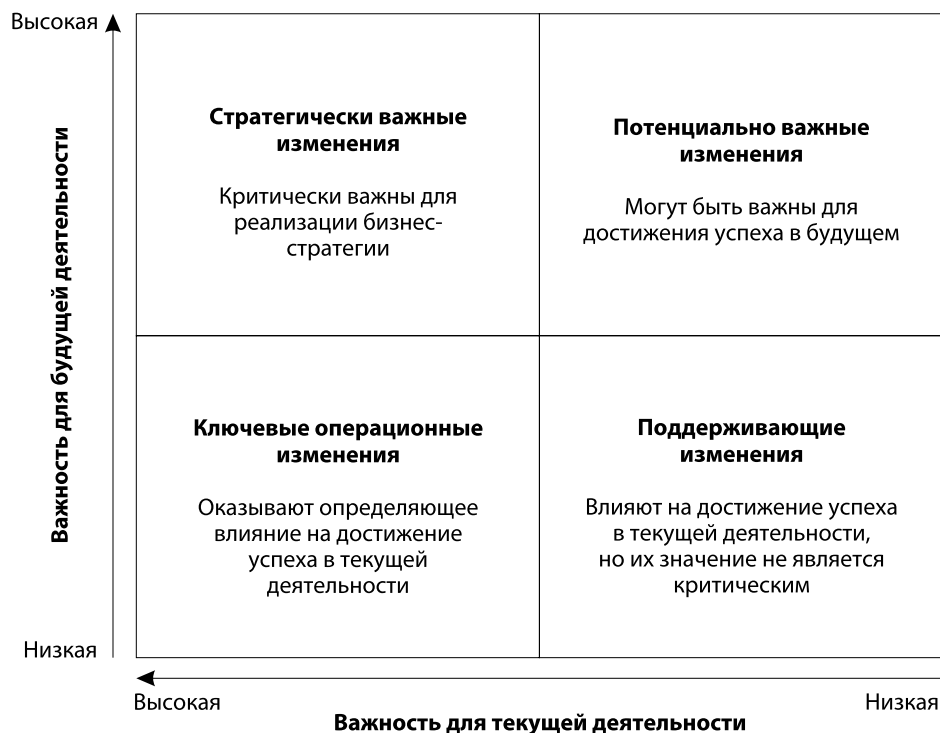 Высокая
Важность для будущей деятельности
Стратегически важные
изменения
Критически важны для
реализации бизнес-
стратегии
Потенциально важные
изменения
Могут быть важны для
достижения успеха в будущем
Ключевые операционные
изменения
Оказывают определяющее
влияние на достижение
успеха в текущей
деятельности
Поддерживающие
изменения
Влияют на достижение успеха
в текущей деятельности,
но их значение не является
критическим
Низкая
Высокая
Низкая
Важность для текущей деятельности